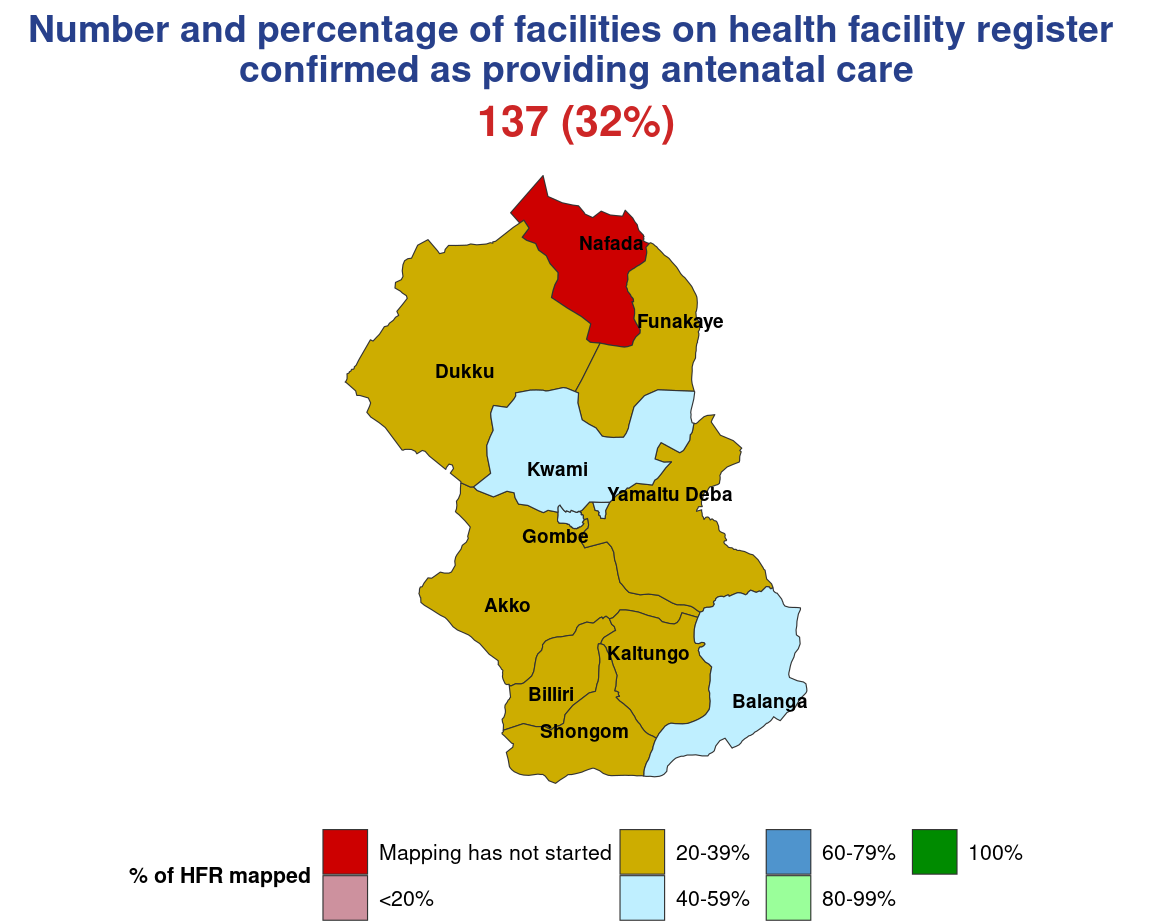 Number and percentage of facilities on health facility register
confirmed as providing antenatal care
137 (32%)
Nafada
Funakaye
Dukku
Kwami
Yamaltu Deba
Gombe
Akko
Kaltungo
Billiri
Balanga
Shongom
% of HFR mapped
Mapping has not started
<20%
20-39%
40-59%
60-79%
80-99%
100%